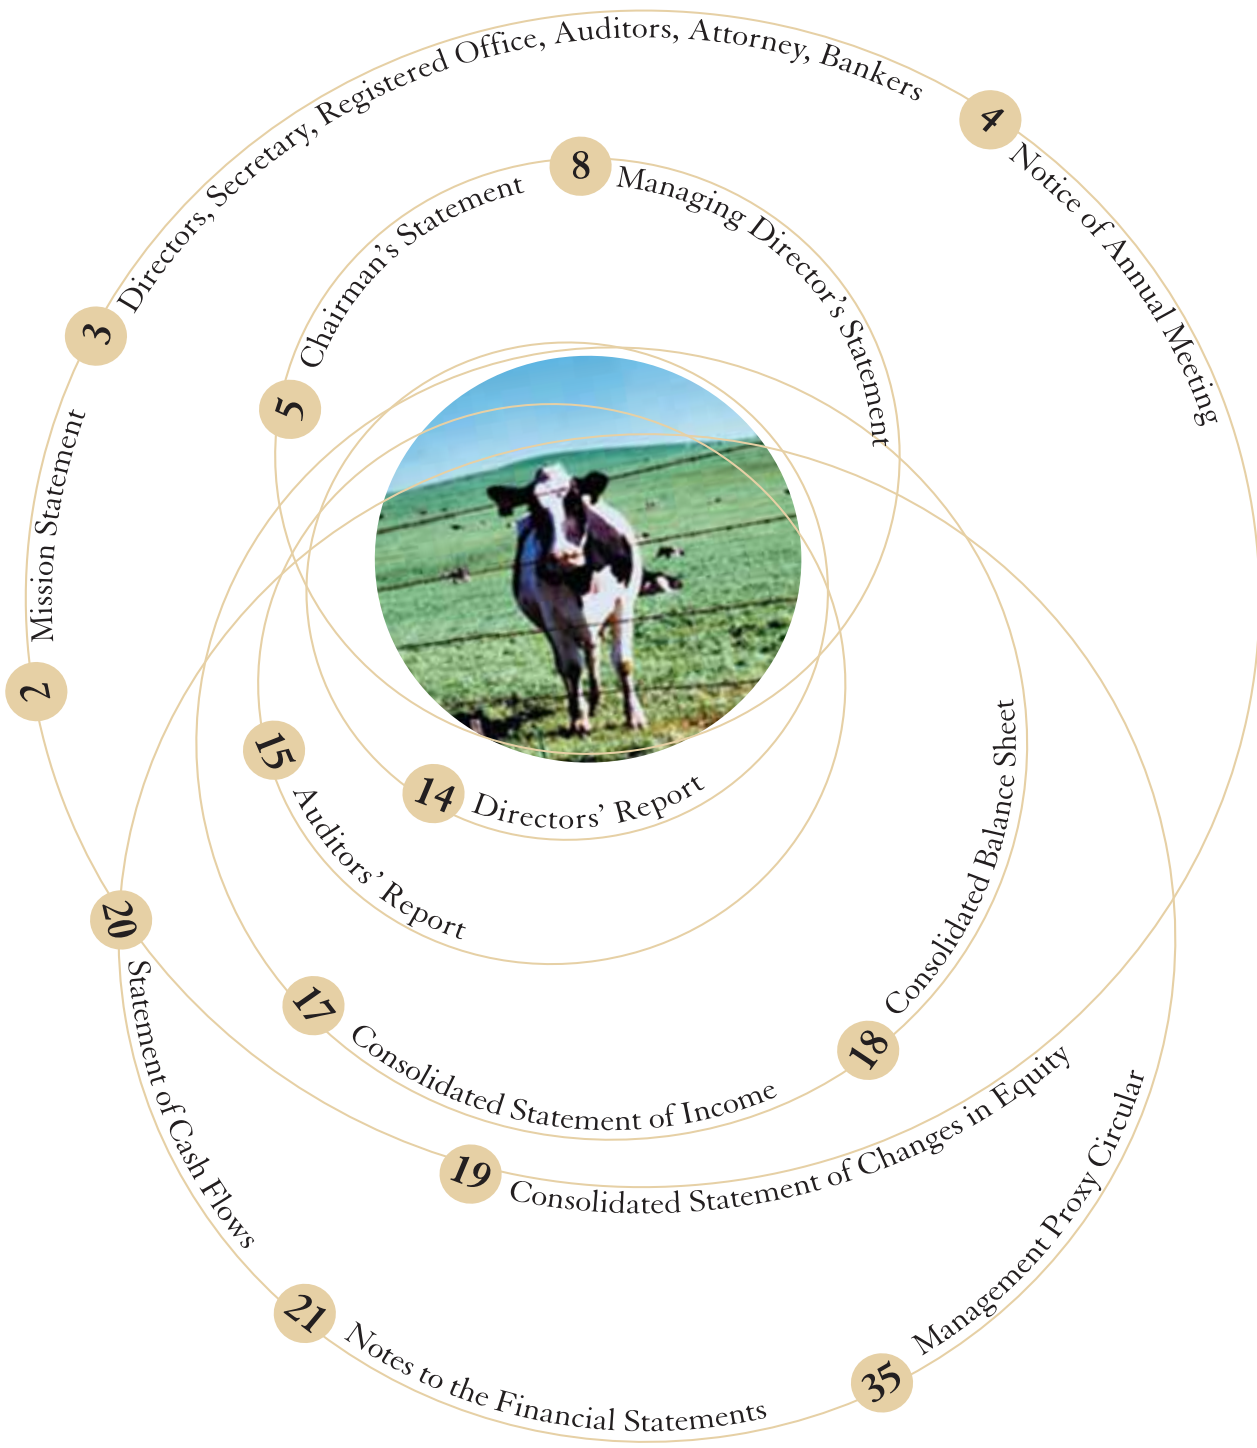 2 Mission Statement
3 Directors, Secretary, Registered Office, Auditors, Attorney, Bankers
4 Notice of Annual Meeting
5 Chairman’s Statement
8 Managing Director’s Statement
14 Directors’ Report
15 Auditors’ Report
17 Consolidated Statement of Income
18 Consolidated Balance Sheet
19 Consolidated Statement of Changes in Equity
20 Statement of Cash Flows
21 Notes to the Financial Statements
35 Management Proxy Circular